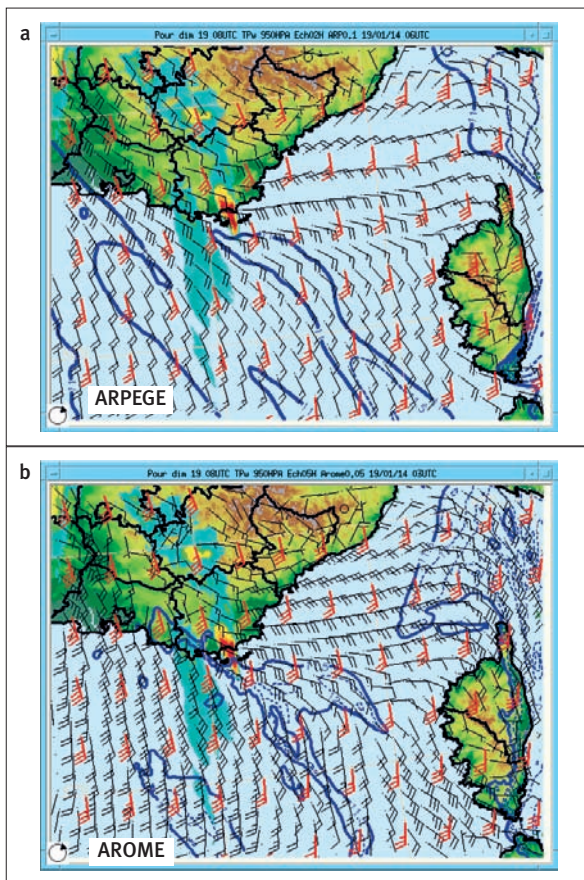 a
Pour dim 19 08UTC TPw 950HPA Ech02H ARP0.1 19/01/14 06UTC
ARPEGE
b
Pour dim 19 08UTC TPw 950HPA Ech05H Arome0,05 19/01/14 03UTC
AROME